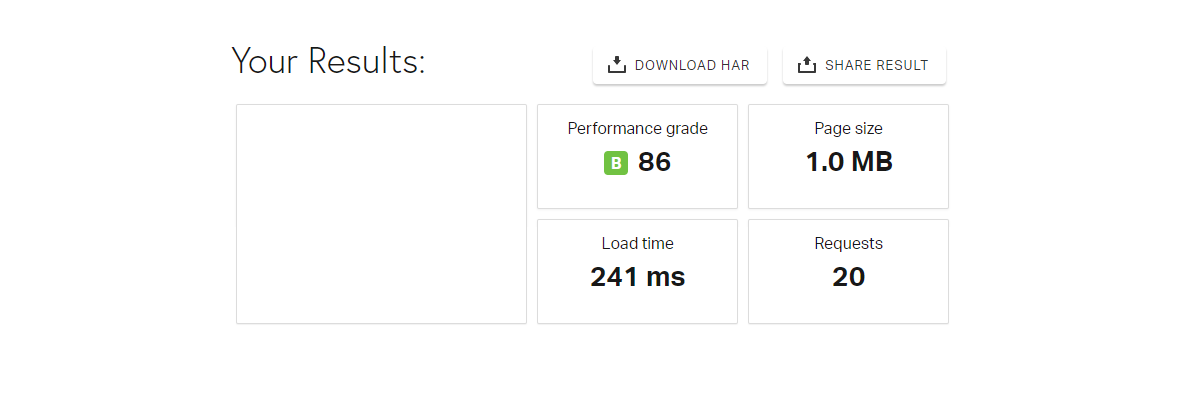 Your Results:
DOWNLOAD HAR
SHARE RESULT
Performance grade
B 86
Page size
1.0 MB
Load time
241 ms
Requests
20